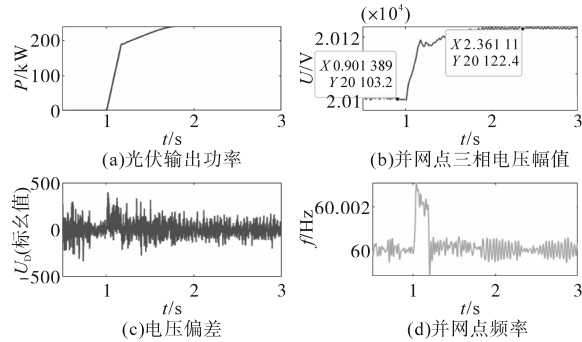 (×10⁴)
200
100
0
P/kW
1
2
3
t/s
(a)光伏输出功率
2.012
2.01
U/V
X 0.901 389
Y 20 103.2
X 2.361 11
Y 20 122.4
1
2
3
t/s
(b)并网点三相电压幅值
500
0
-500
U_D(标幺值)
1
2
3
t/s
(c)电压偏差
60.002
60
f/Hz
1
2
3
t/s
(d)并网点频率